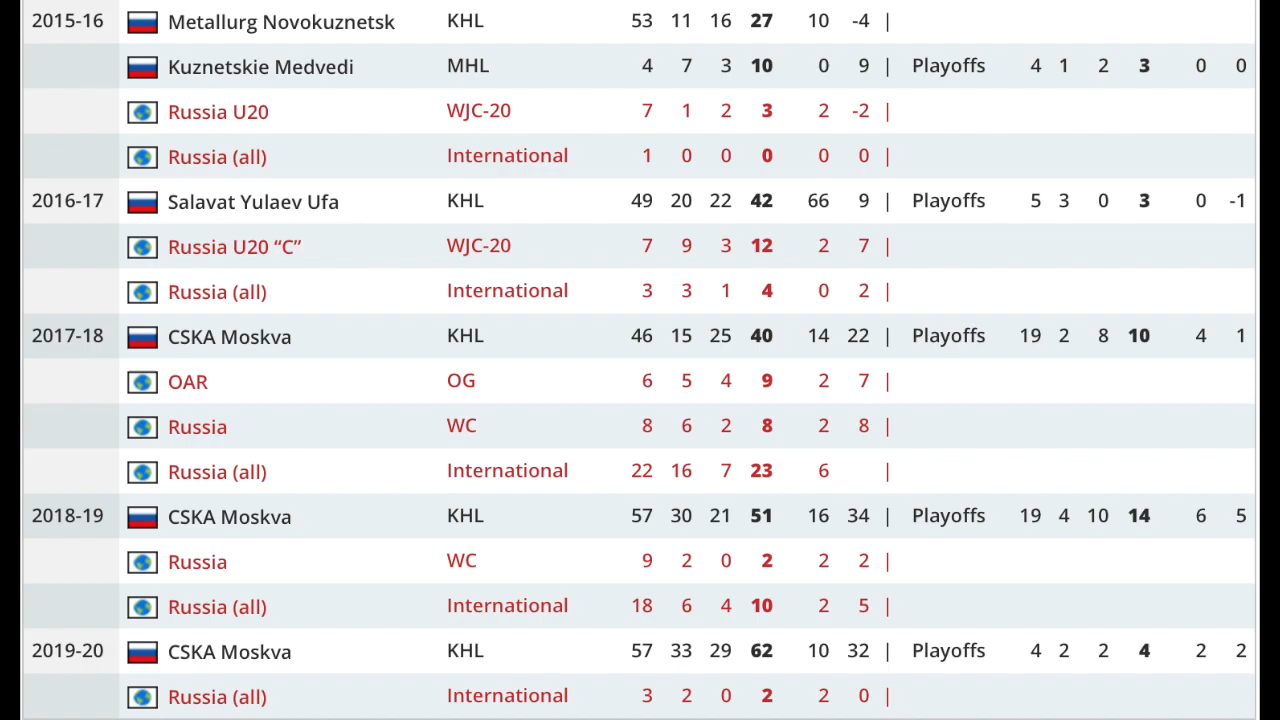 2015-16 Metallurg Novokuznetsk KHL 53 11 16 27 10 -4 |
Kuznetskie Medvedi MHL 4 7 3 10 0 9 | Playoffs 4 1 2 3 0 0
Russia U20 WJC-20 7 1 2 3 2 -2 |
Russia (all) International 1 0 0 0 0 0 |
2016-17 Salavat Yulaev Ufa KHL 49 20 22 42 66 9 | Playoffs 5 3 0 3 0 -1
Russia U20 “C” WJC-20 7 9 3 12 2 7 |
Russia (all) International 3 3 1 4 0 2 |
2017-18 CSKA Moskva KHL 46 15 25 40 14 22 | Playoffs 19 2 8 10 4 1
OAR OG 6 5 4 9 2 7 |
Russia WC 8 6 2 8 2 8 |
Russia (all) International 22 16 7 23 6 |
2018-19 CSKA Moskva KHL 57 30 21 51 16 34 | Playoffs 19 4 10 14 6 5
Russia WC 9 2 0 2 2 2 |
Russia (all) International 18 6 4 10 2 5 |
2019-20 CSKA Moskva KHL 57 33 29 62 10 32 | Playoffs 4 2 2 4 2 2
Russia (all) International 3 2 0 2 2 0 |